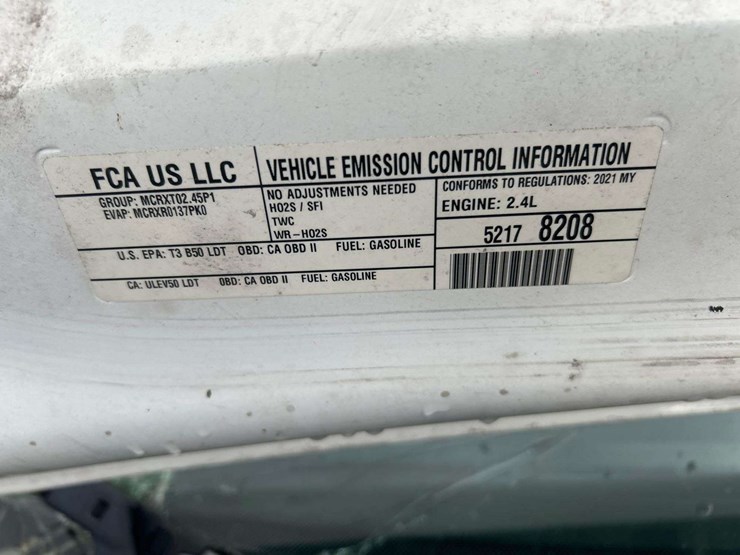 FCA US LLC
GROUP: MCRXT02.45P1
EVAP: MCRXR0137PK0
VEHICLE EMISSION CONTROL INFORMATION
NO ADJUSTMENTS NEEDED
HO2S / SFI
TWC
WR-HO2S
CONFORMS TO REGULATIONS: 2021 MY
ENGINE: 2.4L
5217 8208
U.S. EPA: T3 B50 LDT OBD: CA OBD II FUEL: GASOLINE
CA: ULEV50 LDT OBD: CA OBD II FUEL: GASOLINE